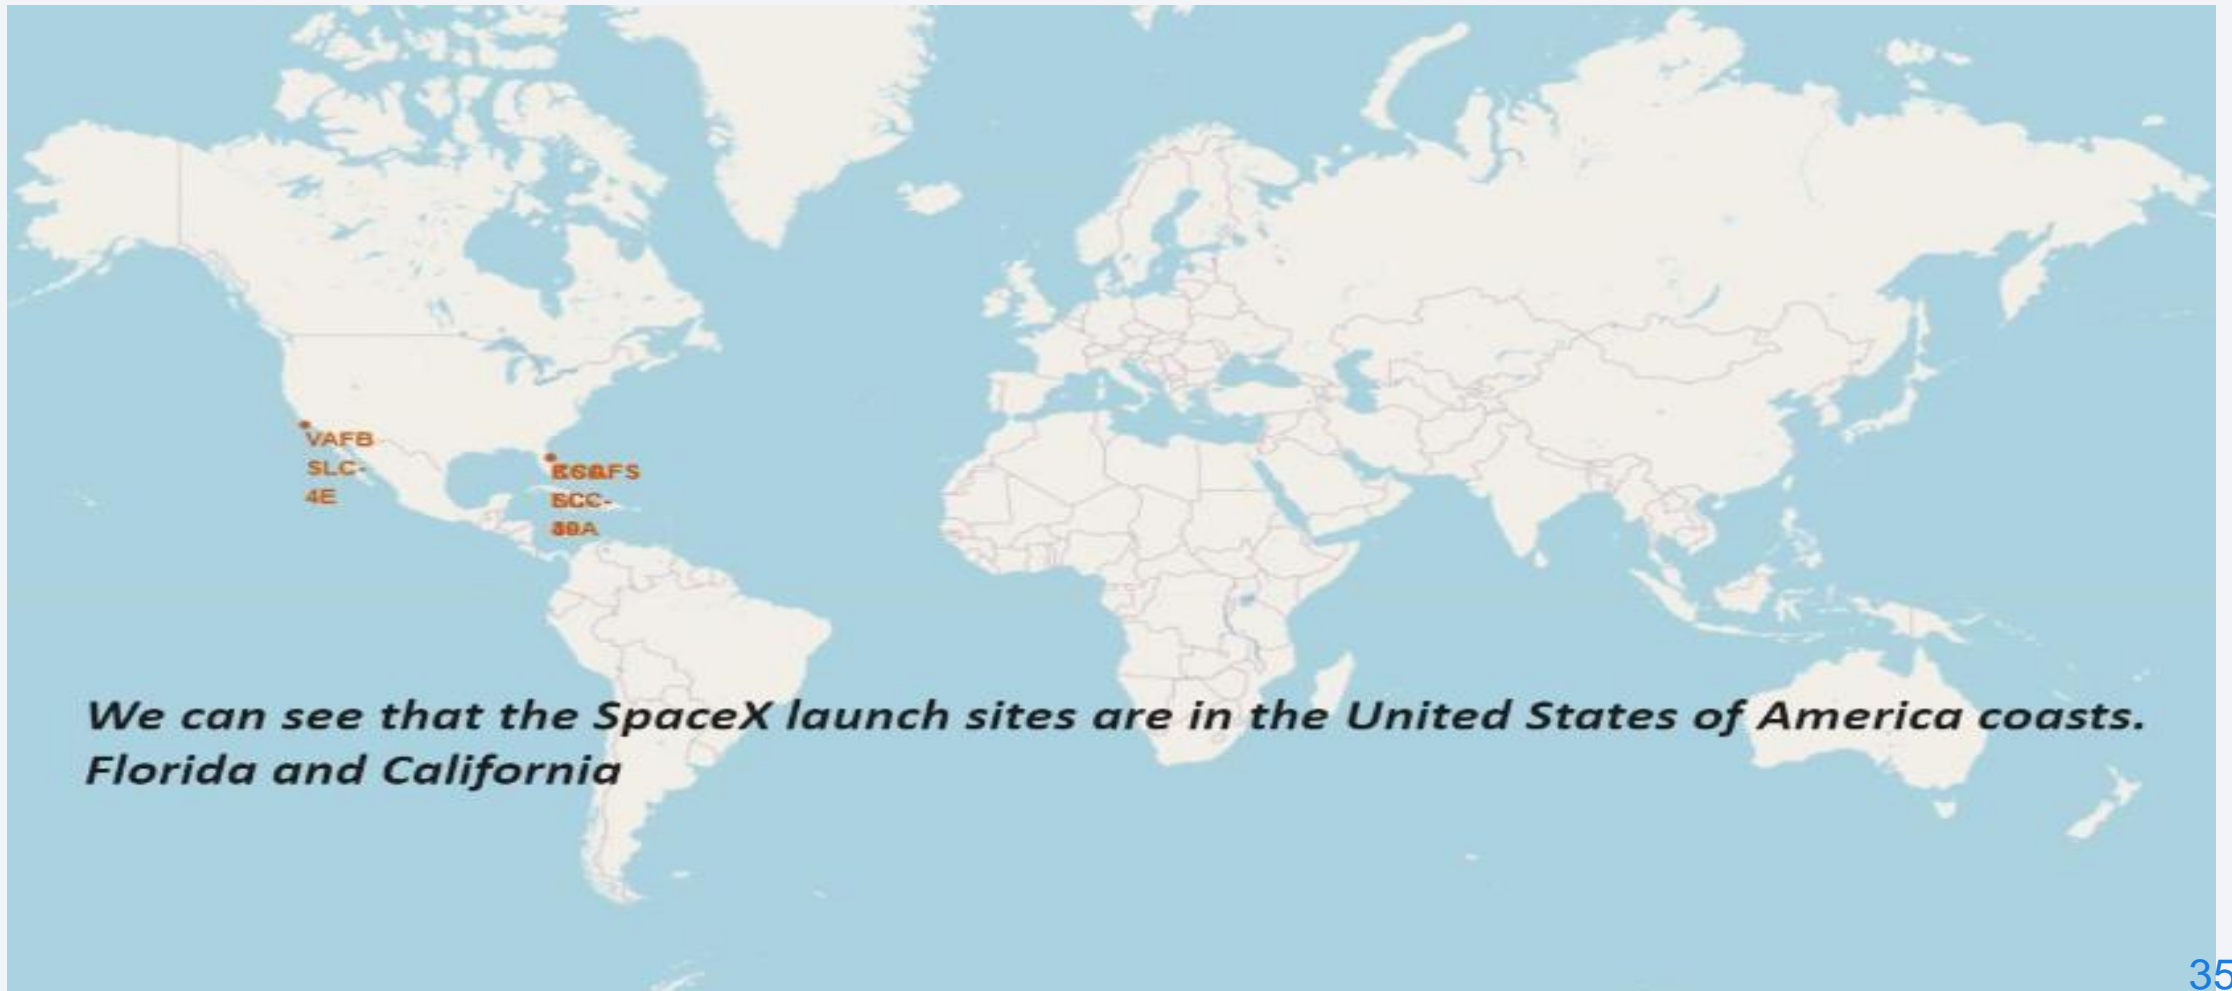 VAFB
SLC-
4E
We can see that the SpaceX launch sites are in the United States of America coasts.
Florida and California
35